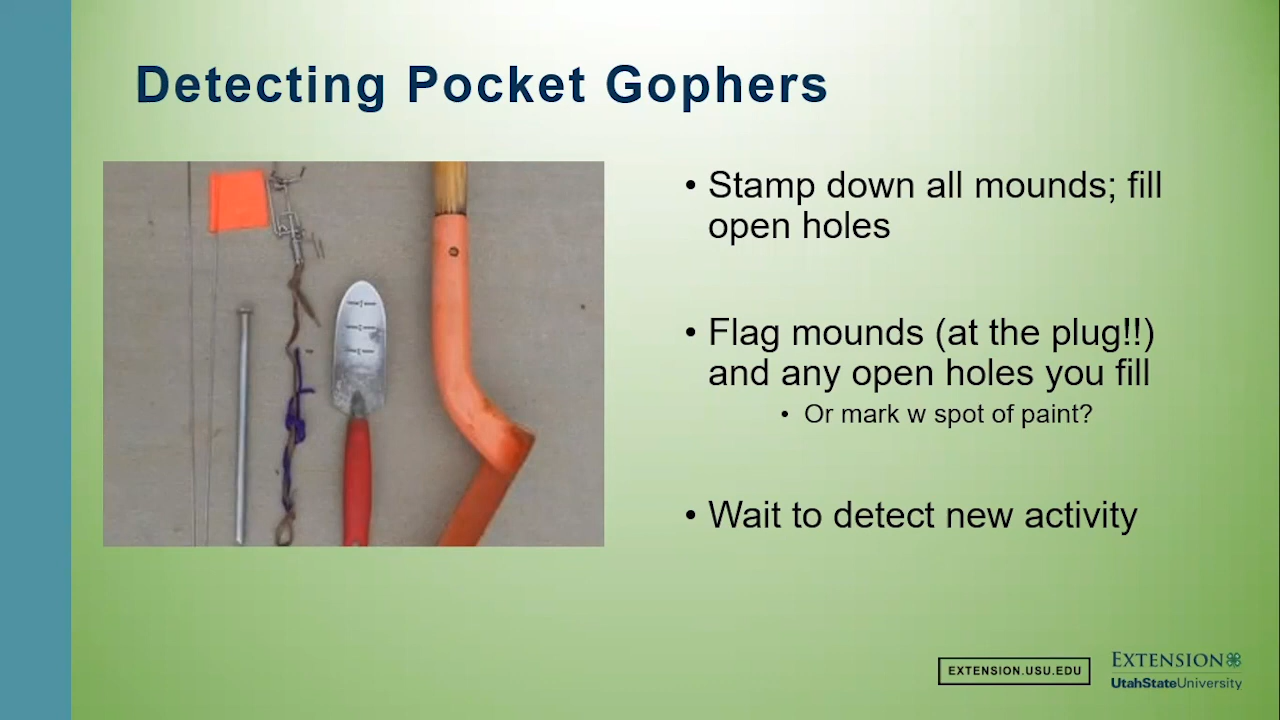 Detecting Pocket Gophers
• Stamp down all mounds; fill
open holes
• Flag mounds (at the plug!!)
and any open holes you fill
• Or mark w spot of paint?
• Wait to detect new activity
EXTENSION.USU.EDU
EXTENSION
UtahStateUniversity